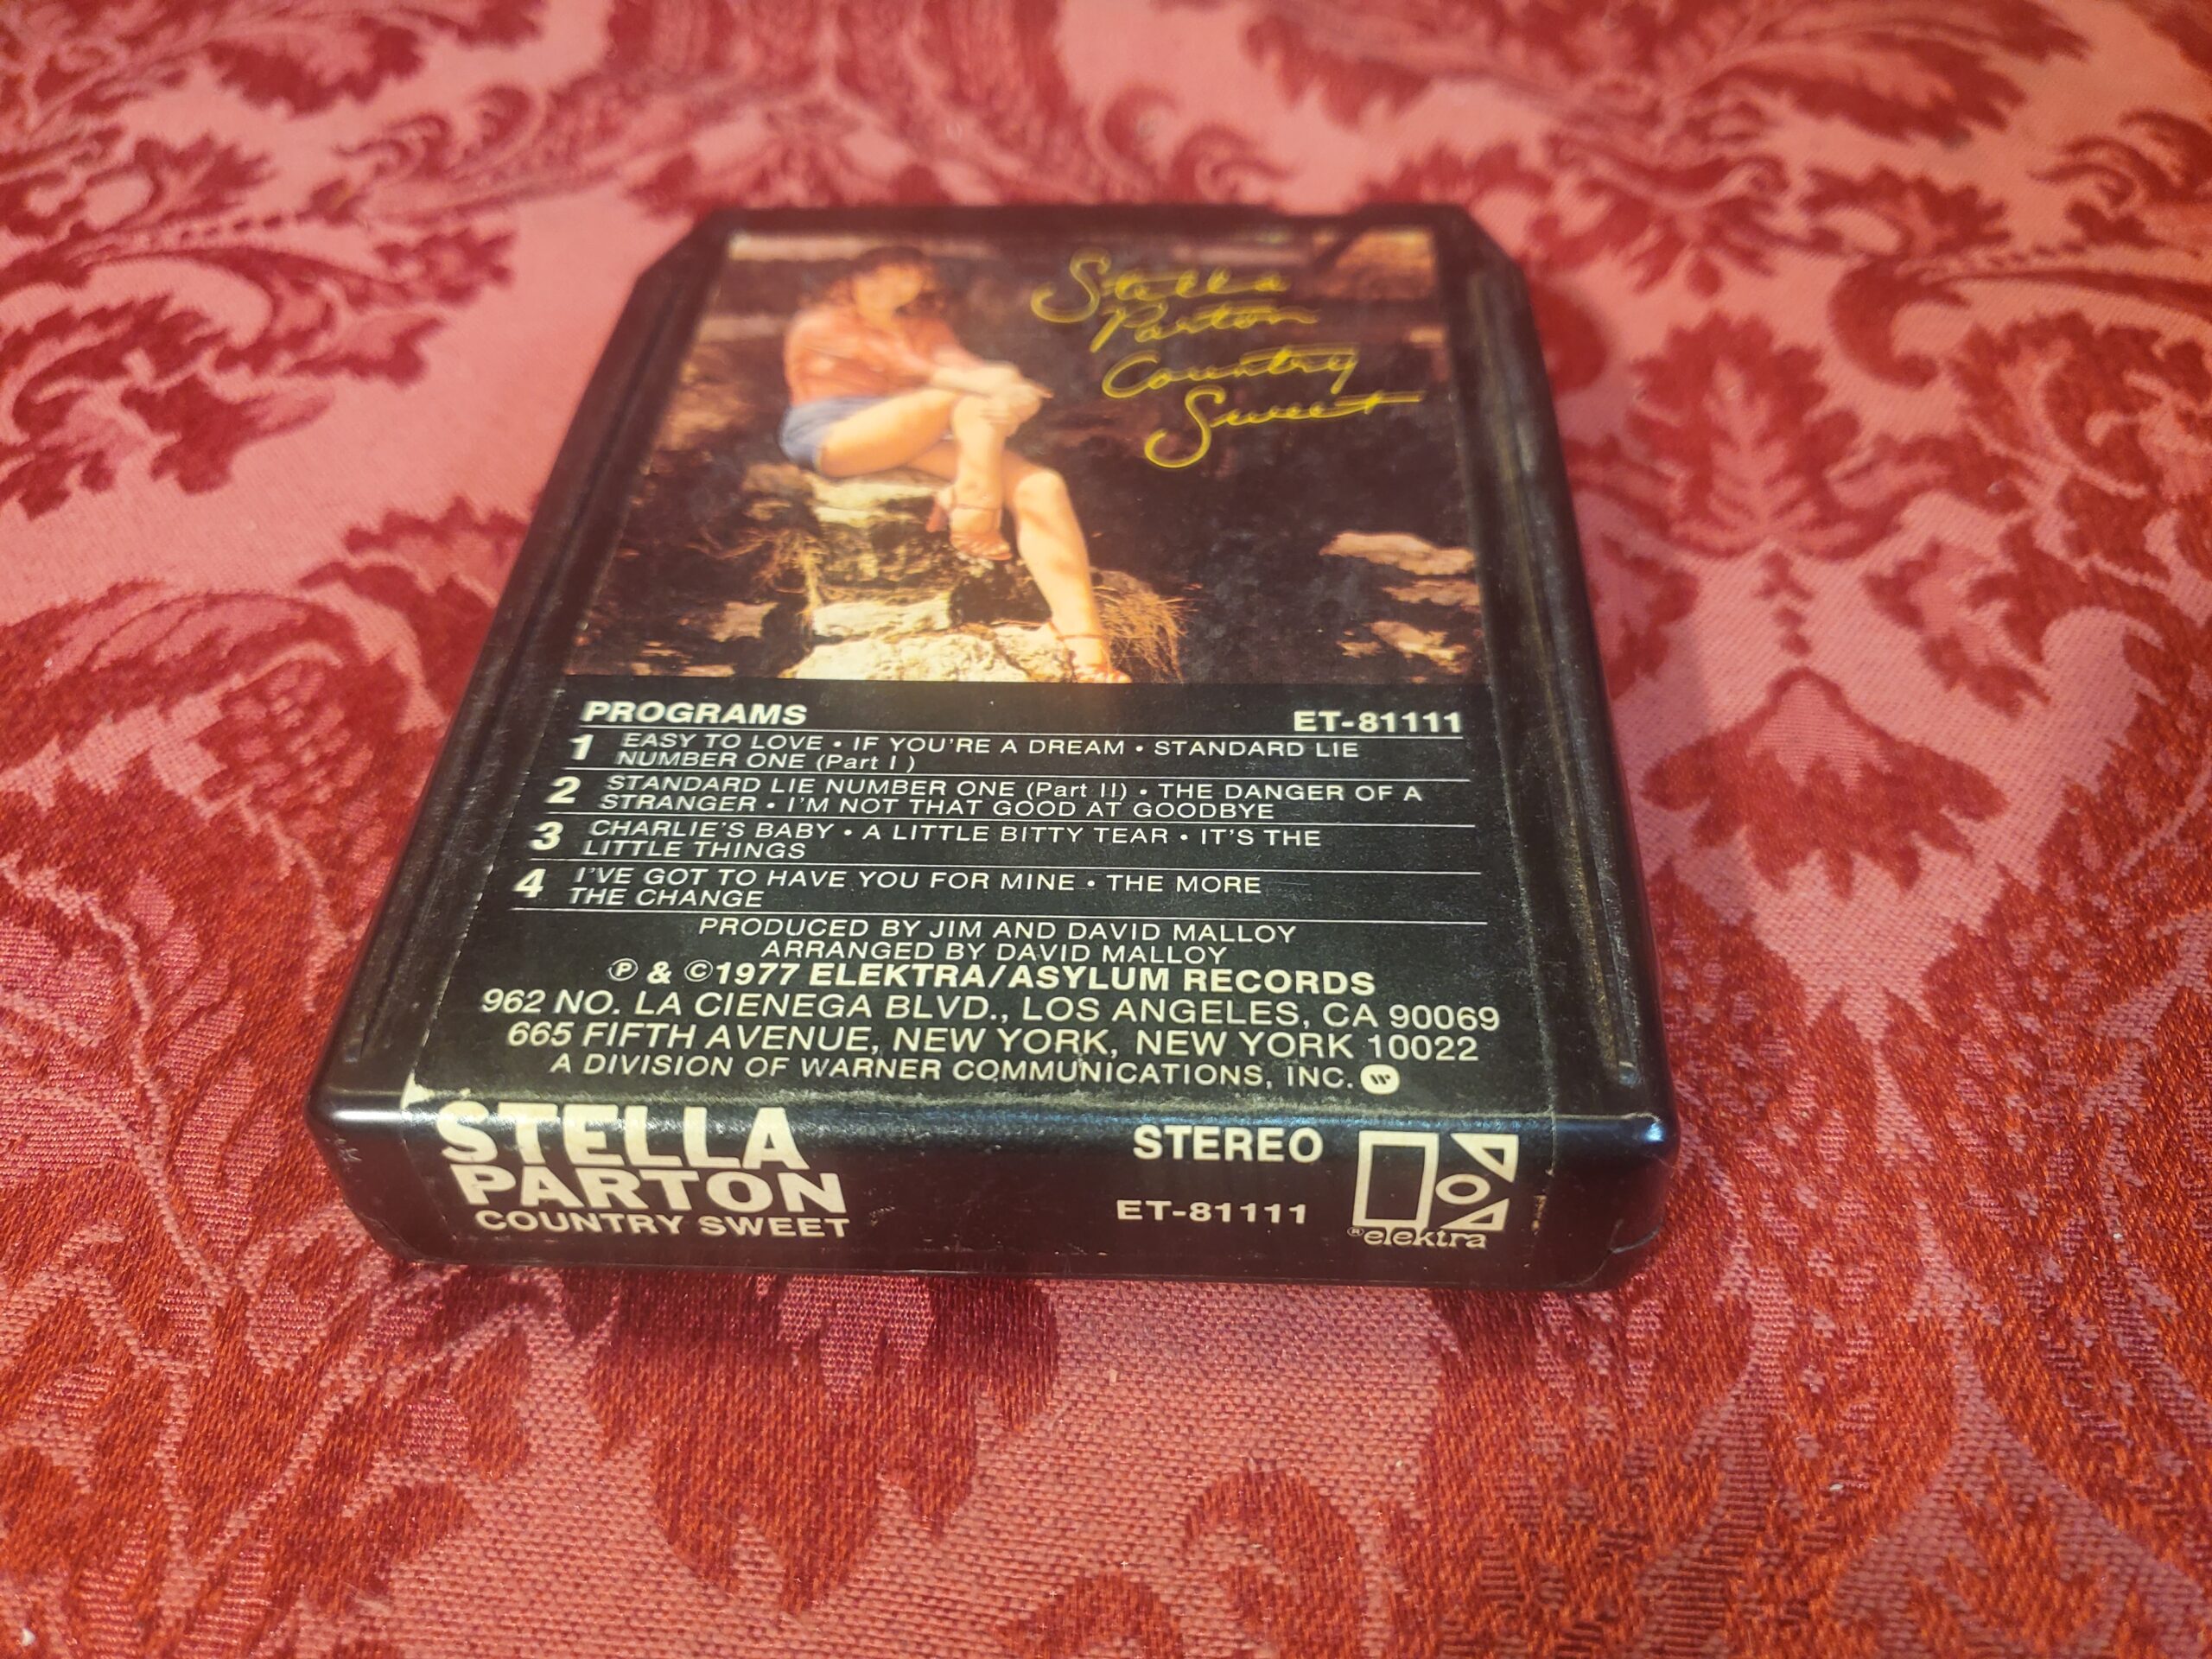 Stella
Parton
Country
Sweet
PROGRAMS ET-81111
1 EASY TO LOVE • IF YOU'RE A DREAM • STANDARD LIE
NUMBER ONE (Part I)
2 STANDARD LIE NUMBER ONE (Part II) • THE DANGER OF A
STRANGER • I'M NOT THAT GOOD AT GOODBYE
3 CHARLIE'S BABY • A LITTLE BITTY TEAR • IT'S THE
LITTLE THINGS
4 I'VE GOT TO HAVE YOU FOR MINE • THE MORE
THE CHANGE
PRODUCED BY JIM AND DAVID MALLOY
ARRANGED BY DAVID MALLOY
℗ & ©1977 ELEKTRA/ASYLUM RECORDS
962 NO. LA CIENEGA BLVD., LOS ANGELES, CA 90069
665 FIFTH AVENUE, NEW YORK, NEW YORK 10022
A DIVISION OF WARNER COMMUNICATIONS, INC.
STELLA
PARTON
COUNTRY SWEET
STEREO
ET-81111
®elektra